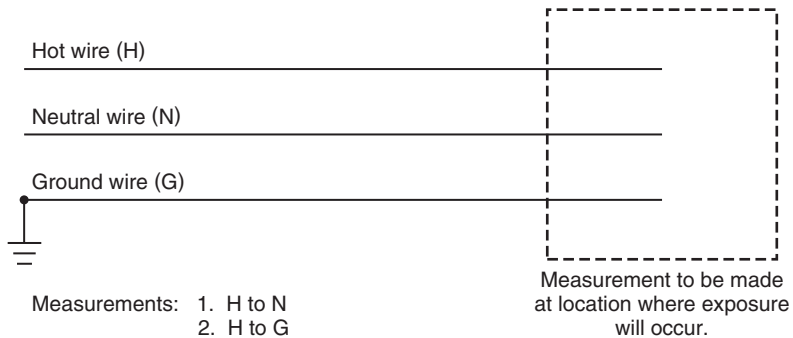 Hot wire (H)
Neutral wire (N)
Ground wire (G)
Measurements: 1. H to N
2. H to G
Measurement to be made
at location where exposure
will occur.